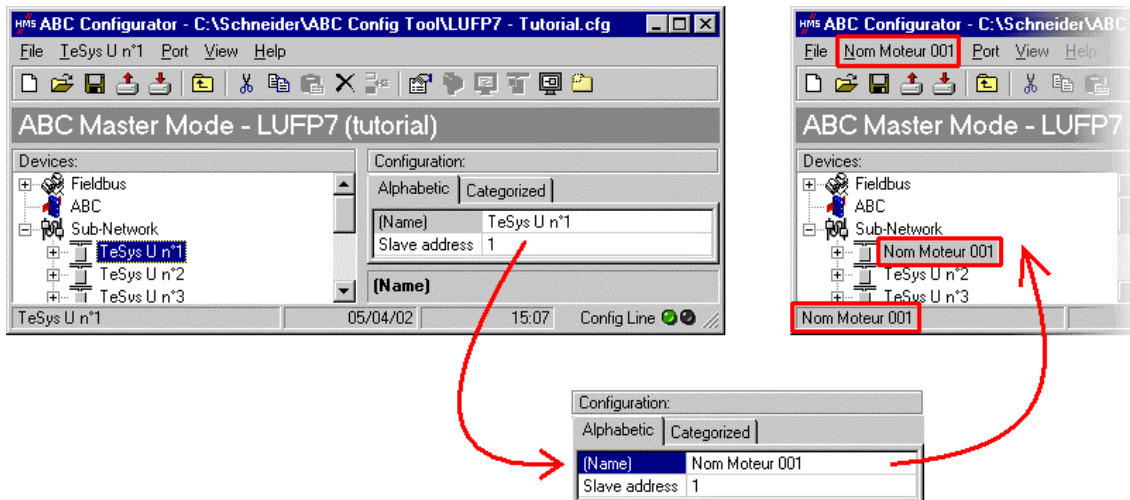 HMS ABC Configurator - C:\Schneider\ABC Config Tool\LUFP7 - Tutorial.cfg
File TeSys U n°1 Port View Help
ABC Master Mode - LUFP7 (tutorial)
Devices:
Fieldbus
ABC
Sub-Network
TeSys U n°1
TeSys U n°2
TeSys U n°3
Configuration:
Alphabetic Categorized
(Name) TeSys U n°1
Slave address 1
(Name)
TeSys U n°1 05/04/02 15:07 Config Line
HMS ABC Configurator - C:\Schneider\ABC
File Nom Moteur 001 Port View Help
ABC Master Mode - LUFP7
Devices:
Fieldbus
ABC
Sub-Network
Nom Moteur 001
TeSys U n°2
TeSys U n°3
Nom Moteur 001
Configuration:
Alphabetic Categorized
(Name) Nom Moteur 001
Slave address 1